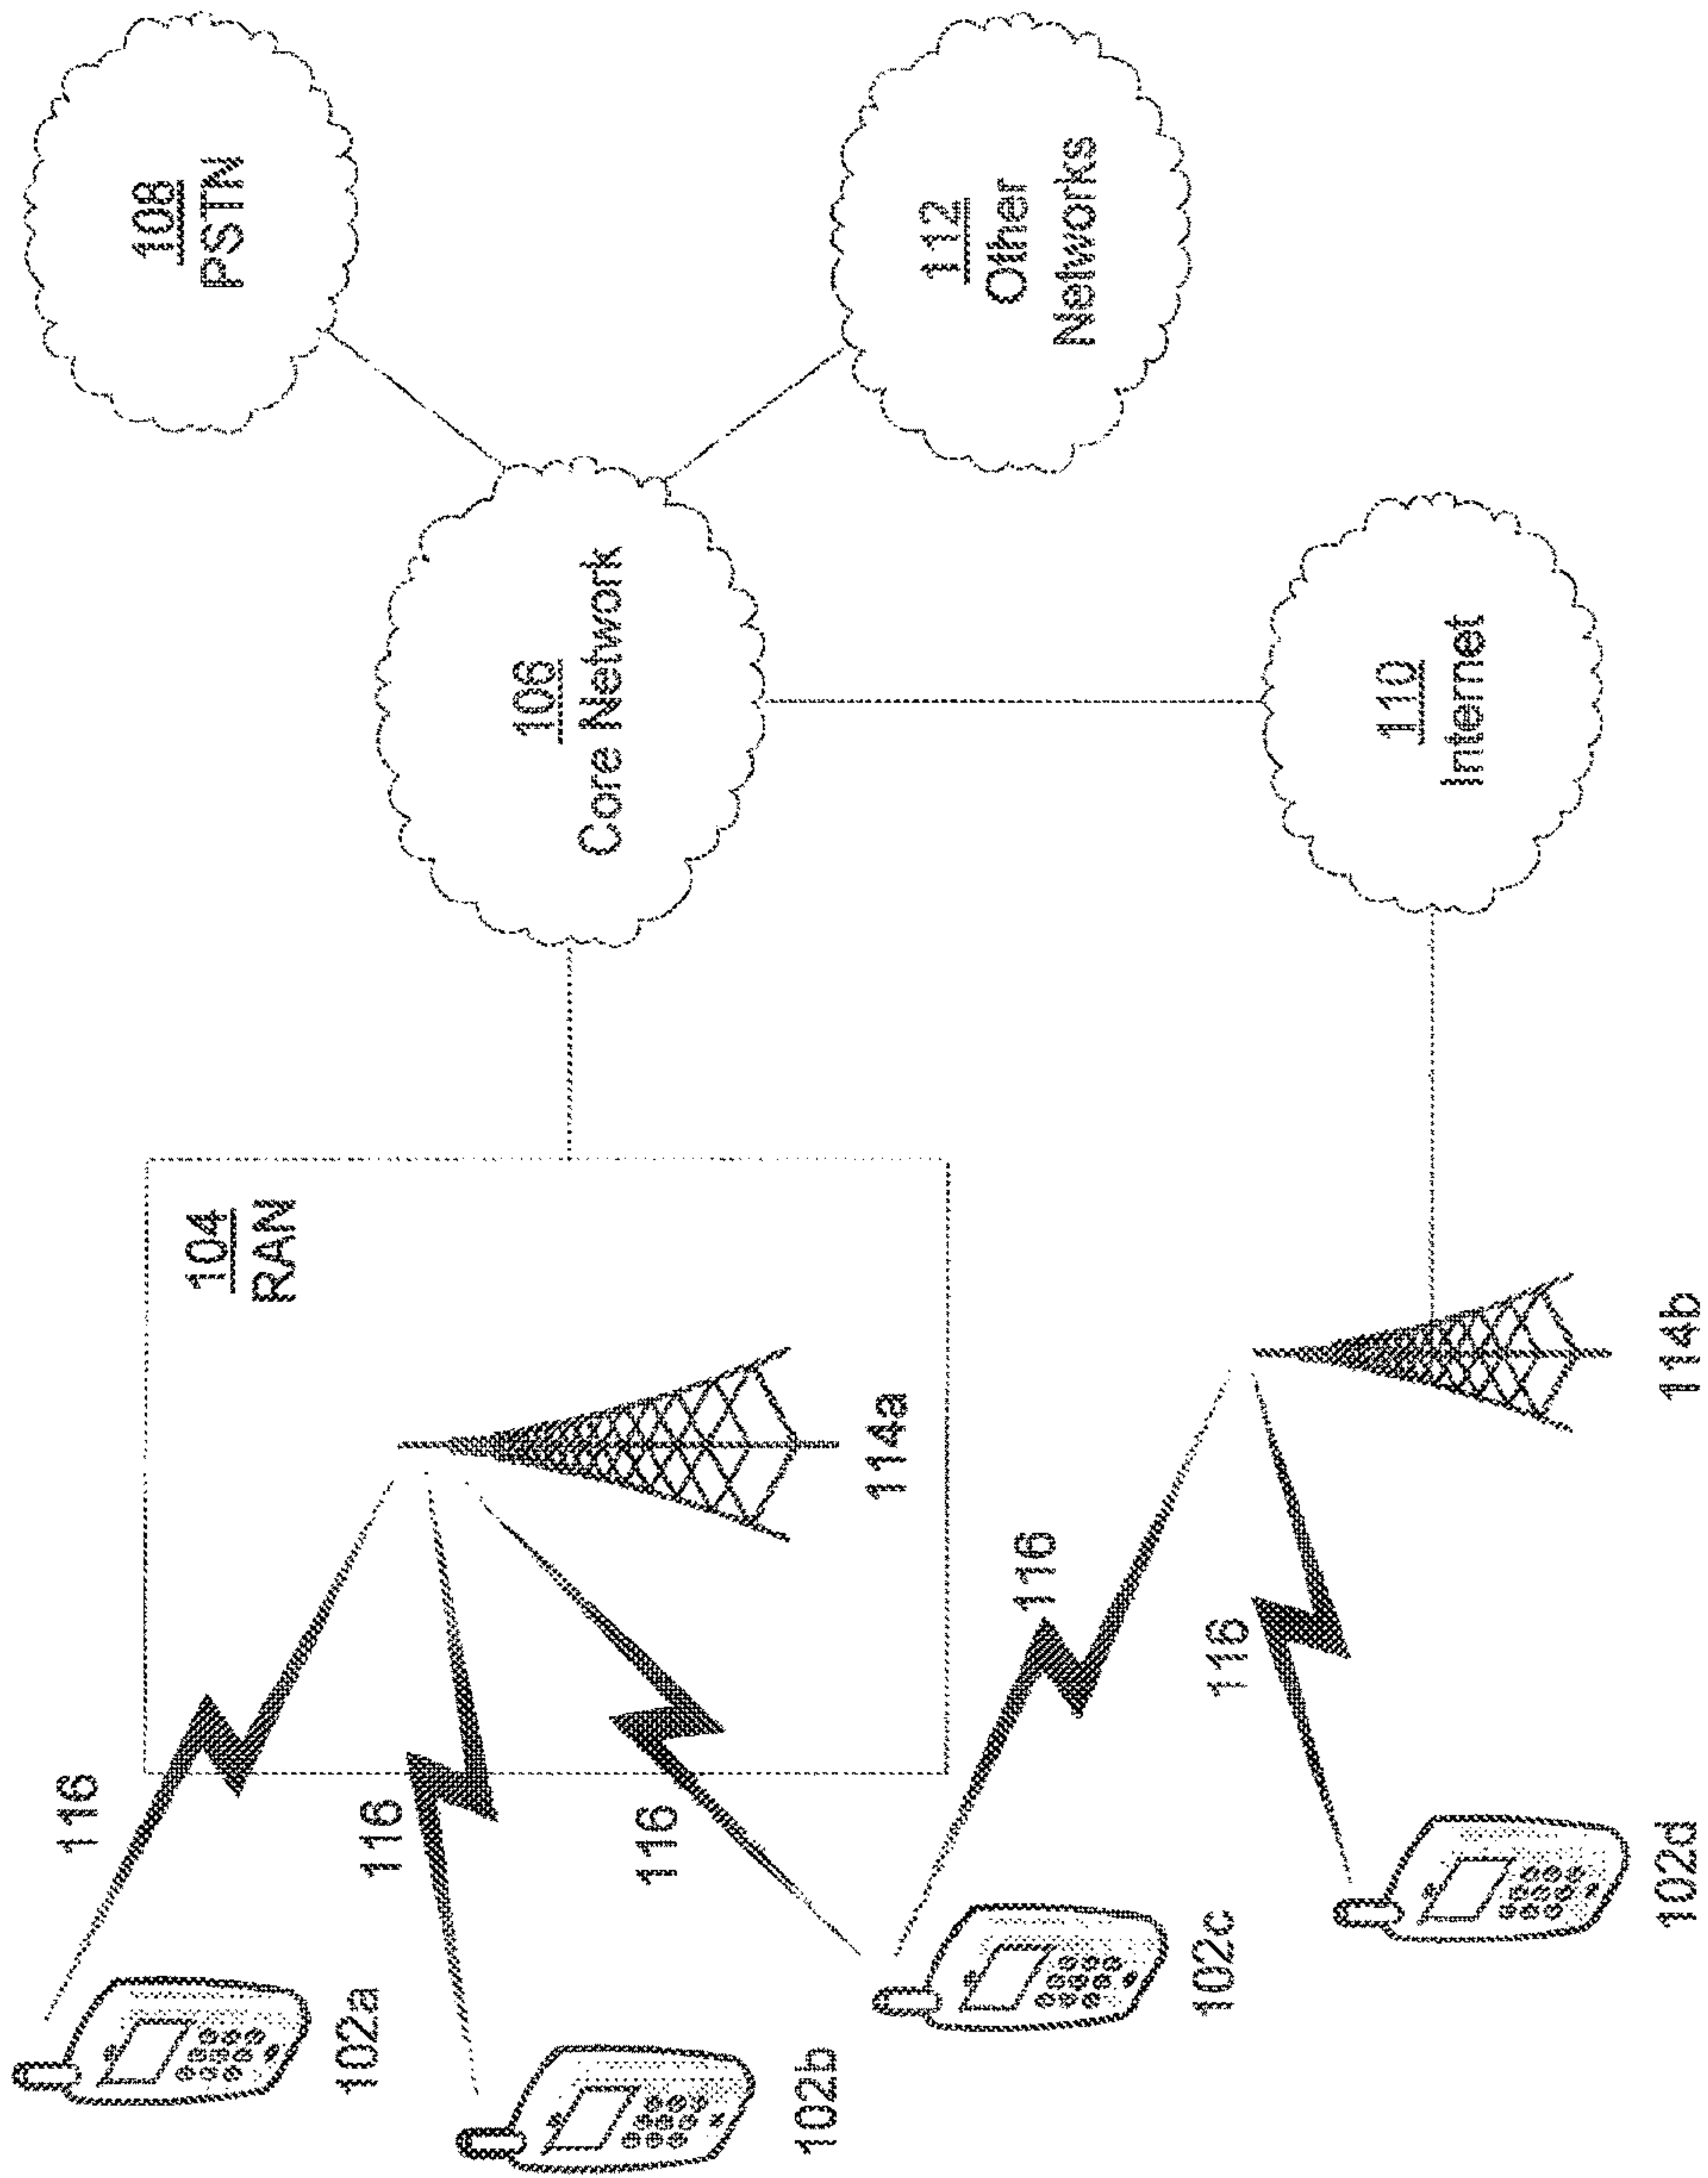 102a
116
102b
116
116
102c
116
116
102d
104
RAN
114a
114b
106
Core Network
108
PSTN
112
Other
Networks
110
Internet